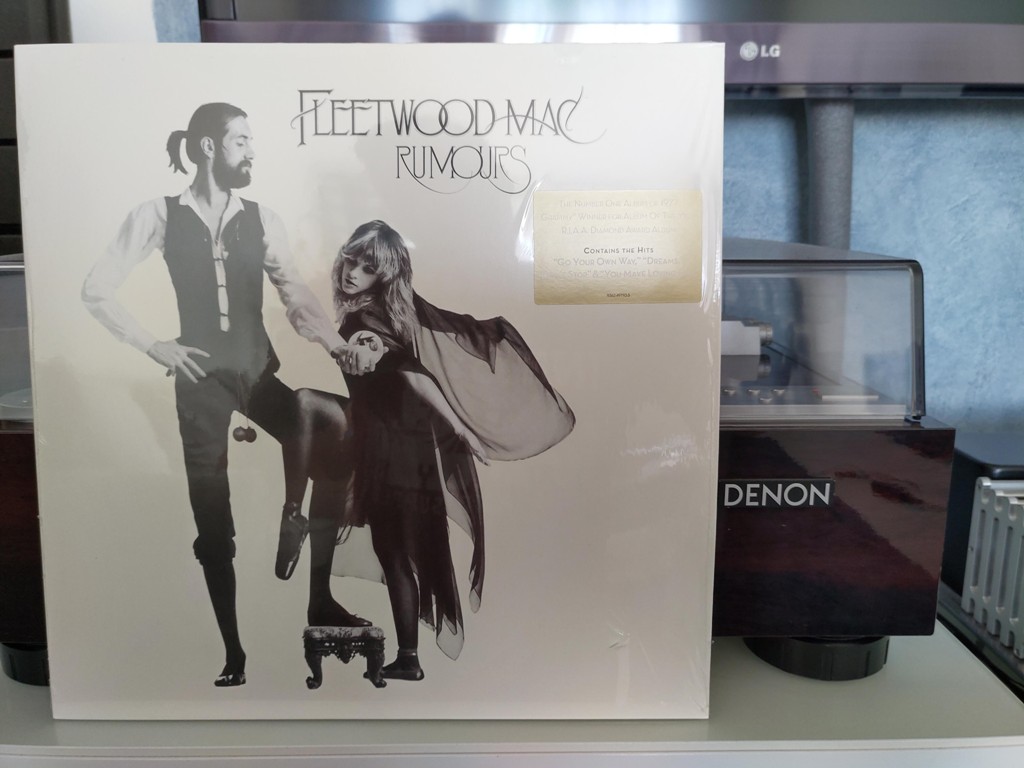 LG
FLEETWOOD MAC
RUMOURS
THE NUMBER ONE ALBUM OF 1977
R.I.A.A. DIAMOND AWARD ALBUM
CONTAINS THE HITS
"GO YOUR OWN WAY," "DREAMS,"
STOP" & "YOU MAKE LOVING
DENON